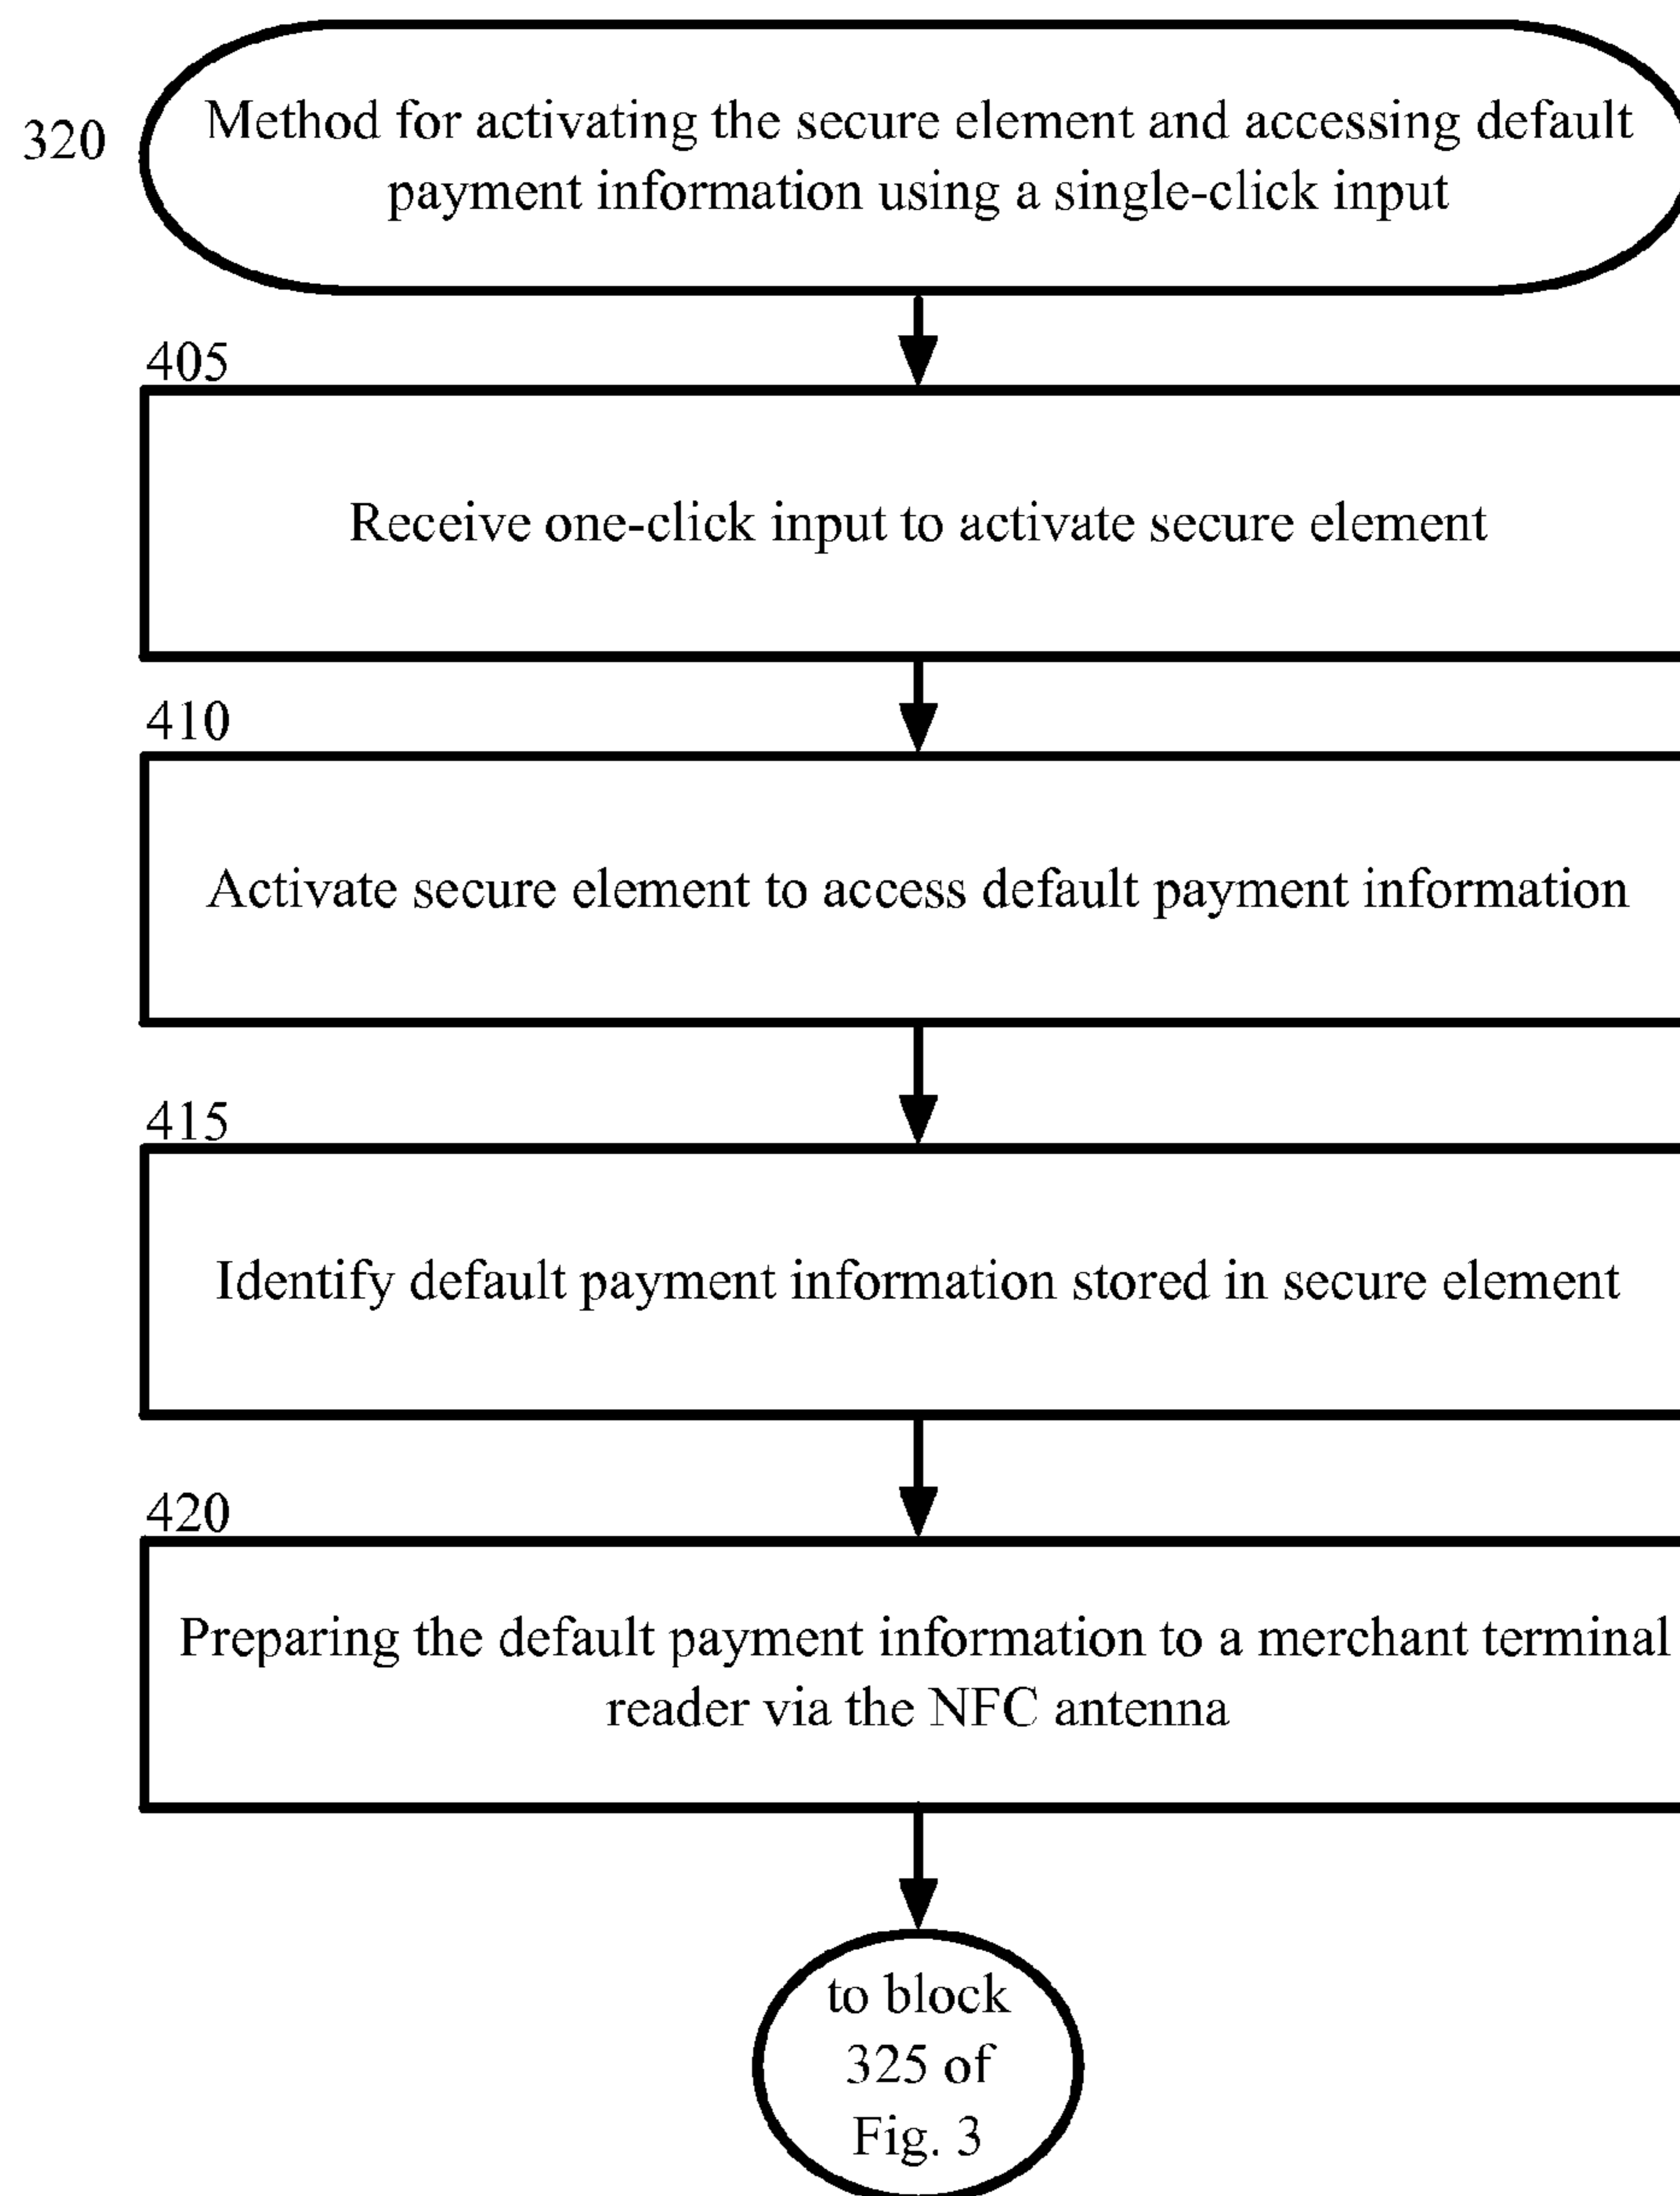 320
Method for activating the secure element and accessing default
payment information using a single-click input
405
Receive one-click input to activate secure element
410
Activate secure element to access default payment information
415
Identify default payment information stored in secure element
420
Preparing the default payment information to a merchant terminal
reader via the NFC antenna
to block
325 of
Fig. 3